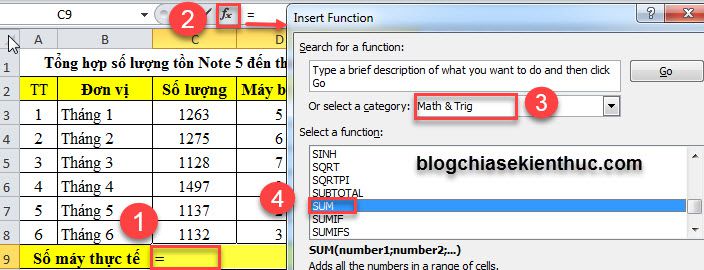 2 fx =
C9
Insert Function
Search for a function:
Type a brief description of what you want to do and then click
Go
Go
Or select a category: Math & Trig
3
Select a function:
SINH
SQRT
SQRTPI
SUBTOTAL
SUM
SUMIF
SUMIFS
4
blogchiasekienthuc.com
SUM(number1;number2;...)
Adds all the numbers in a range of cells.
A B C D
1 Tổng hợp số lượng tồn Note 5 đến th
2 TT Đơn vị Số lượng Máy b
3 1 Tháng 1 1263 5
4 2 Tháng 2 1275 6
5 3 Tháng 3 1128 7
6 4 Tháng 4 1497
7 5 Tháng 5 1137
8 6 Tháng 6 1132 3
1
9 Số máy thực tế =